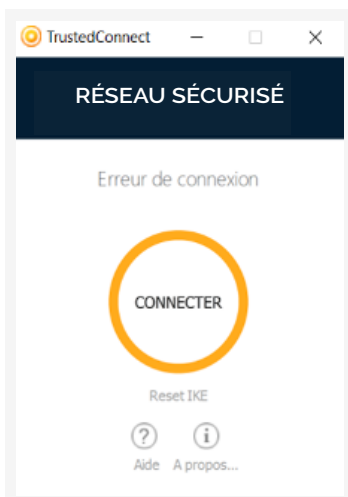 TrustedConnect
RÉSEAU SÉCURISÉ
Erreur de connexion
CONNECTER
Reset IKE
Aide A propos...